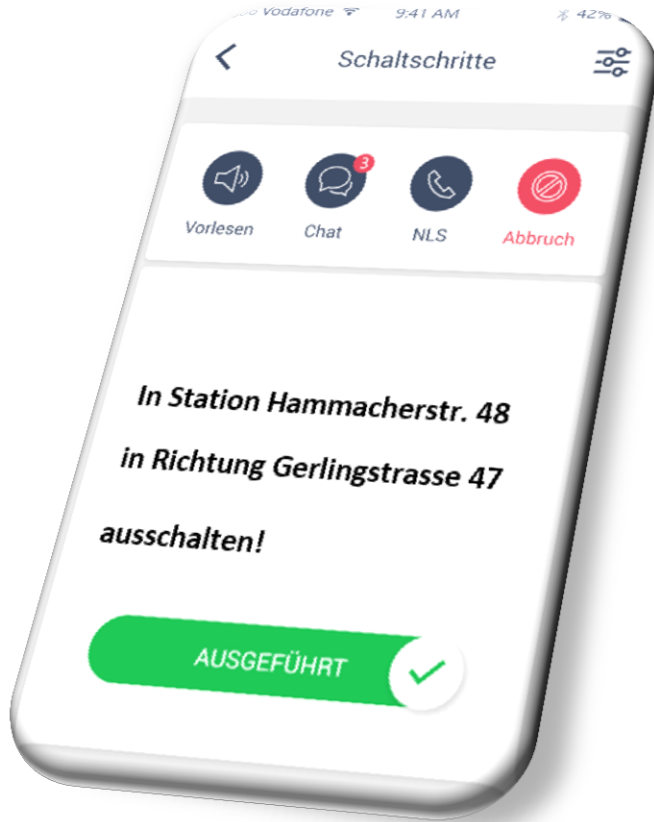 Vodafone 9:41 AM 42%
Schaltschritte
3
Vorlesen Chat NLS Abbruch
In Station Hammacherstr. 48
in Richtung Gerlingstrasse 47
ausschalten!
AUSGEFÜHRT